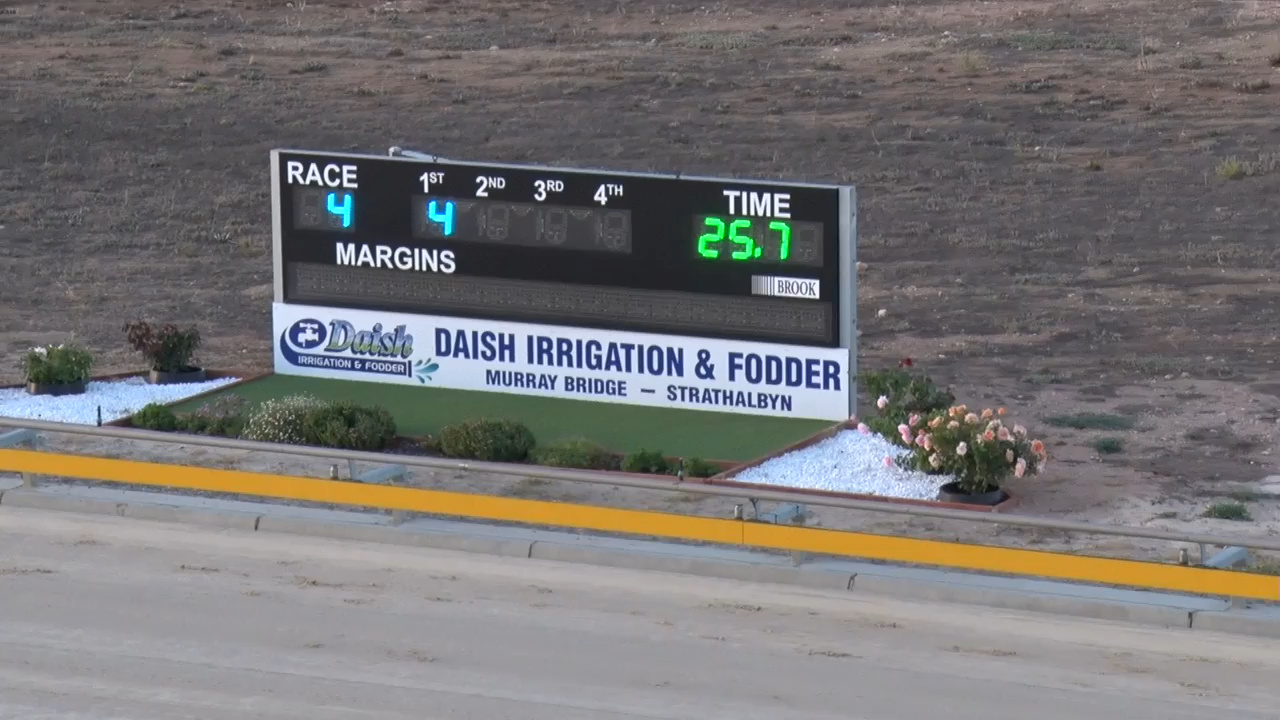 RACE 1ST 2ND 3RD 4TH TIME
4 4 25.7
MARGINS
BROOK
Daish
IRRIGATION & FODDER
DAISH IRRIGATION & FODDER
MURRAY BRIDGE — STRATHALBYN